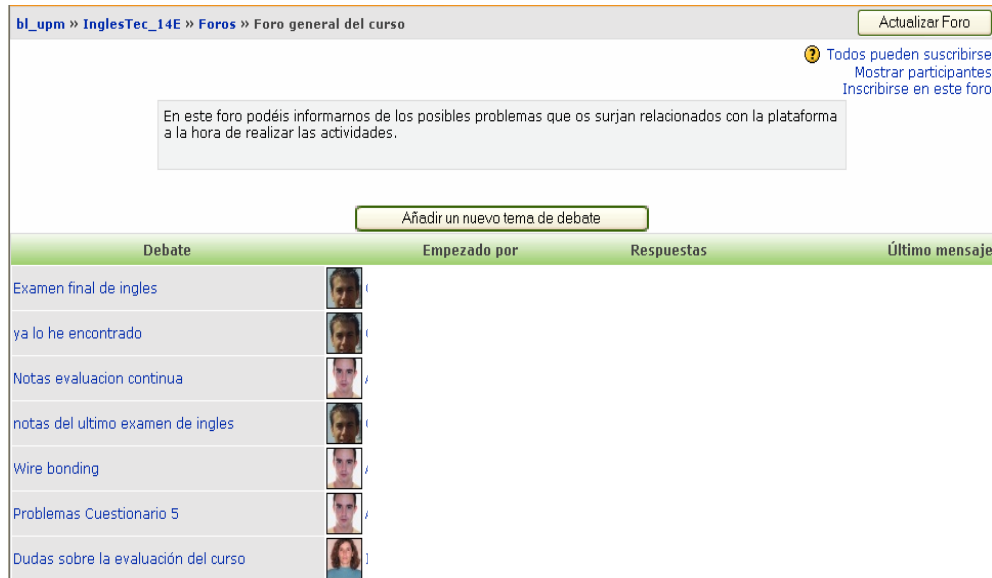 bl_upm » InglesTec_14E » Foros » Foro general del curso
Actualizar Foro
Todos pueden suscribirse
Mostrar participantes
Inscribirse en este foro
En este foro podéis informarnos de los posibles problemas que os surjan relacionados con la plataforma
a la hora de realizar las actividades.
Añadir un nuevo tema de debate
Debate Empezado por Respuestas Último mensaje
Examen final de ingles
ya lo he encontrado
Notas evaluacion continua
notas del ultimo examen de ingles
Wire bonding
Problemas Cuestionario 5
Dudas sobre la evaluación del curso